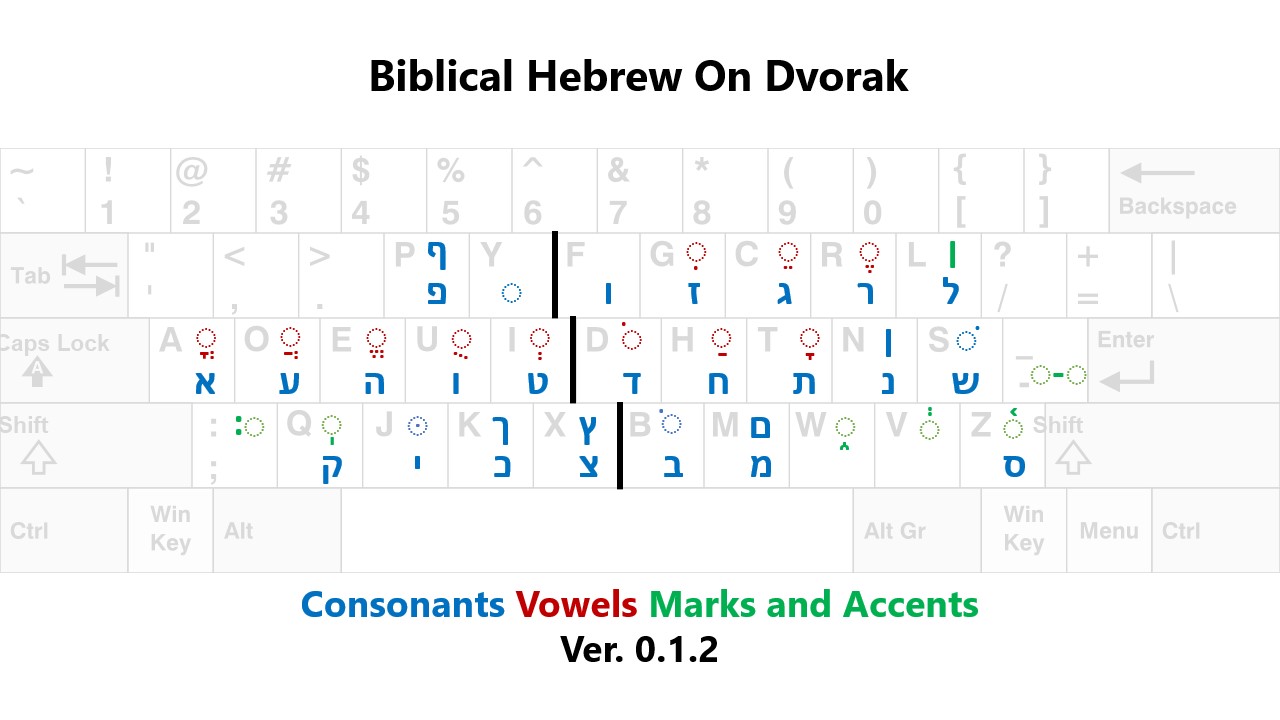 Biblical Hebrew On Dvorak
~ ! @ # $ % ^ & * ( ) { }
` 1 2 3 4 5 6 7 8 9 0 [ ] Backspace
Tab " < > P ף Y F G ִ C ֵ R ֶ L ׀ ? + |
' , . פ ו ז ג ר ל / = \
Caps Lock A ֱ O ֲ E ֳ U I D H ַ T ָ N ן S ׁ _ Enter
א ע ה ו ט ד ח ת נ ש - ־
Shift : ׃ Q J K ך X ץ B M ם W V Z Shift
; ק י כ צ ב מ ס
Ctrl Win Key Alt Alt Gr Win Key Menu Ctrl
Consonants Vowels Marks and Accents
Ver. 0.1.2